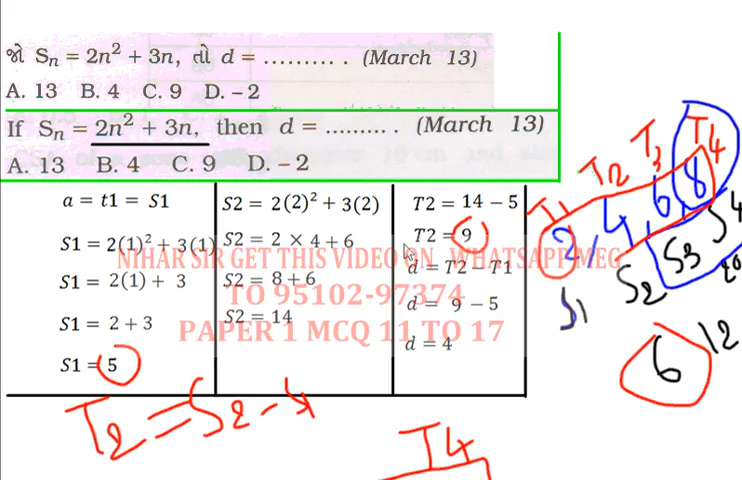 જો Sn = 2n² + 3n, તો d = .......... . (March 13)
A. 13 B. 4 C. 9 D. – 2
If Sn = 2n² + 3n, then d = .......... . (March 13)
A. 13 B. 4 C. 9 D. – 2
a = t1 = S1
S1 = 2(1)² + 3(1)
S1 = 2(1) + 3
S1 = 2 + 3
S1 = 5
S2 = 2(2)² + 3(2)
S2 = 2 × 4 + 6
S2 = 8 + 6
S2 = 14
T2 = 14 − 5
T2 = 9
d = T2 − T1
d = 9 − 5
d = 4
NIHAR SIR GET THIS VIDEO ON WHATSAPP MEG
TO 95102-97374
PAPER 1 MCQ 11 TO 17
T1 T2 T3 T4
2, 4, 6, 8
S1 S2 S3 S4
20
6 12
T2 = S2 -
T4